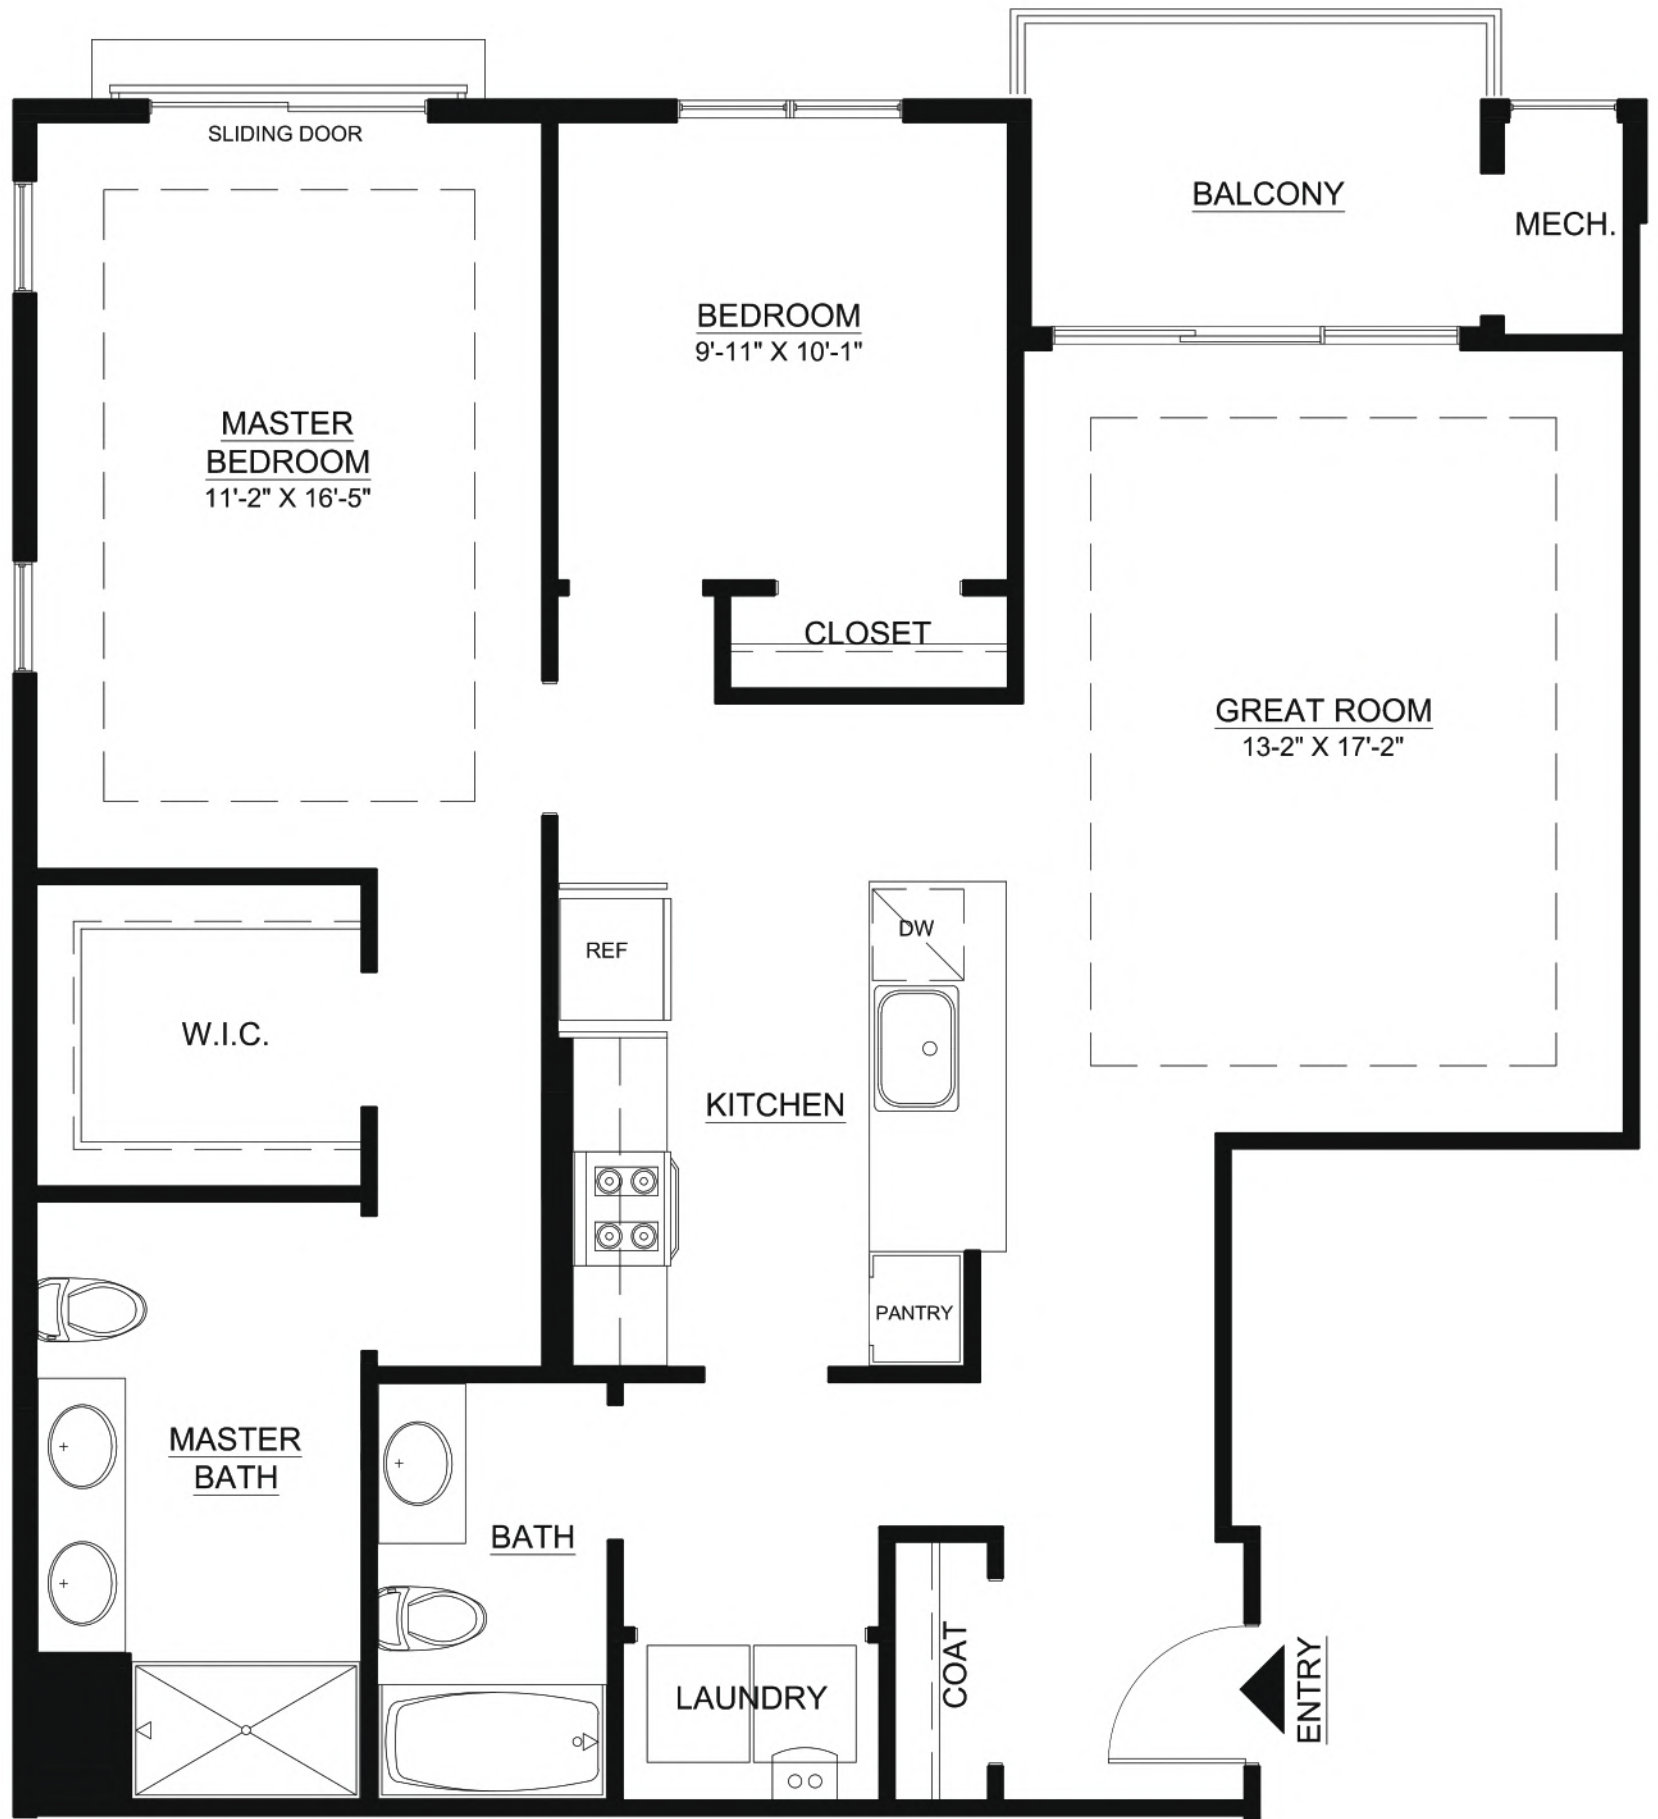 SLIDING DOOR
BALCONY
MECH.
BEDROOM
9'-11" X 10'-1"
MASTER
BEDROOM
11'-2" X 16'-5"
CLOSET
GREAT ROOM
13-2" X 17'-2"
REF
DW
W.I.C.
KITCHEN
PANTRY
MASTER
BATH
BATH
LAUNDRY
COAT
ENTRY